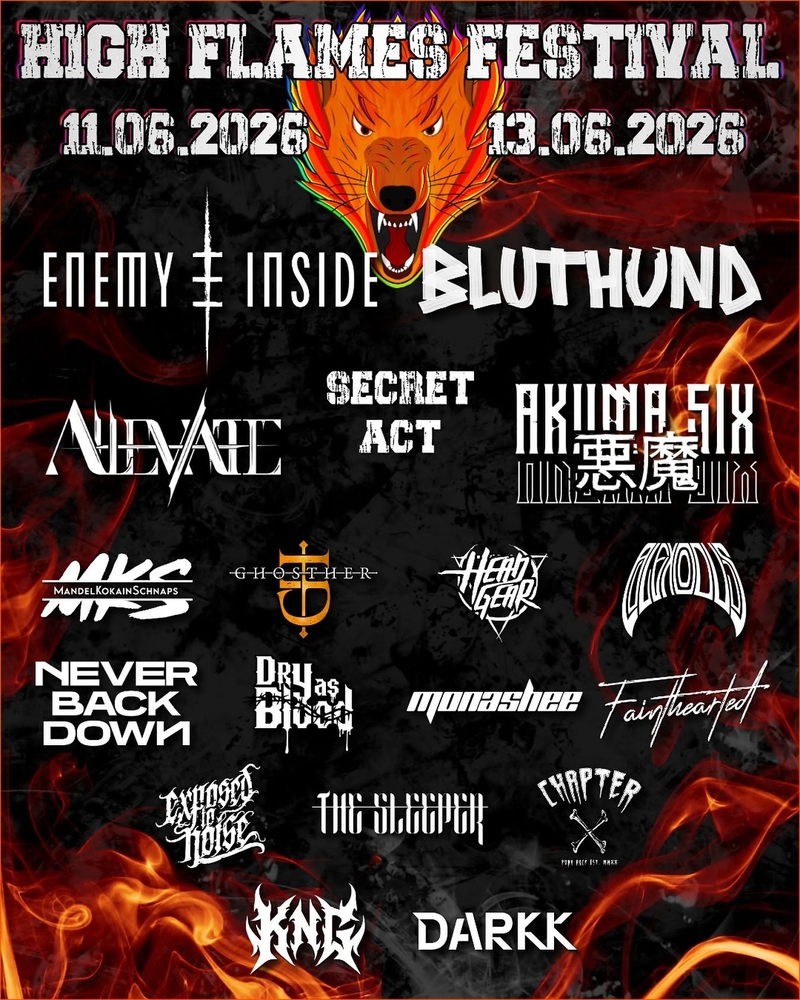 HIGH FLAMES FESTIVAL
11.06.2026 13.06.2026
ENEMY INSIDE
BLUTHUND
ALLEVIATE
SECRET
ACT
AKUMA SIX
悪魔
MKS
MANDELKOKAINSCHNAPS
GHOSTHER
HEAD
GEAR
NEVER
BACK
DOWN
DRY as
Blood
monashee
Fainthearted
exposed
to
noise
THE SLEEPER
CHAPTER
KNG
DARKK